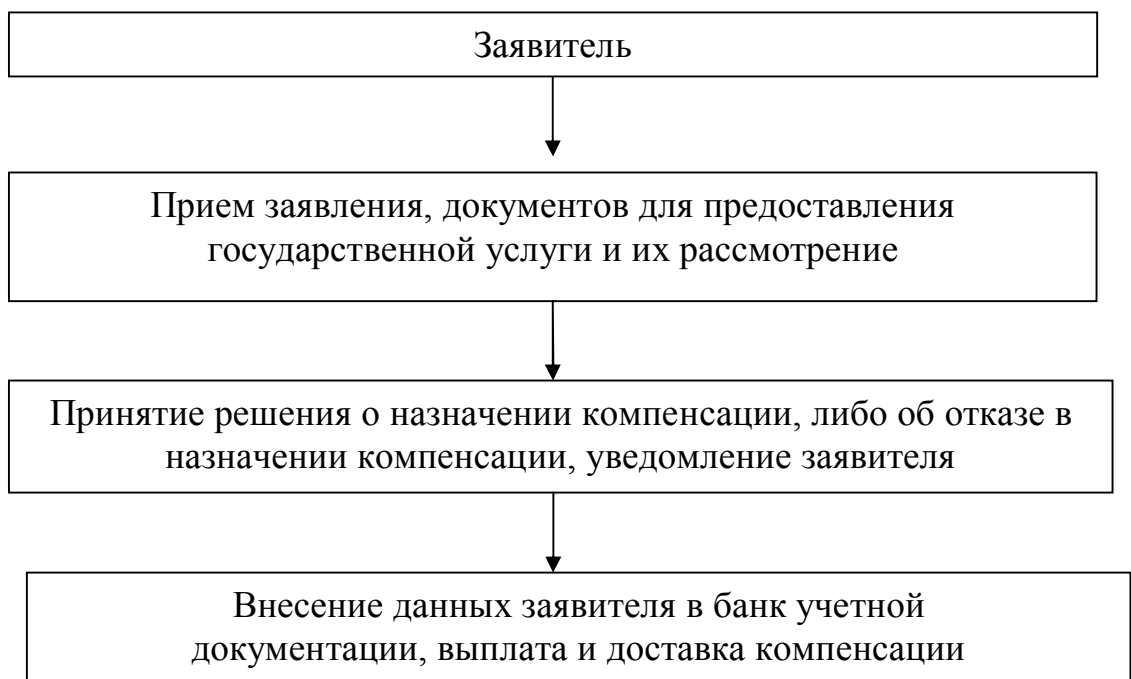 Заявитель
Прием заявления, документов для предоставления
государственной услуги и их рассмотрение
Принятие решения о назначении компенсации, либо об отказе в
назначении компенсации, уведомление заявителя
Внесение данных заявителя в банк учетной
документации, выплата и доставка компенсации